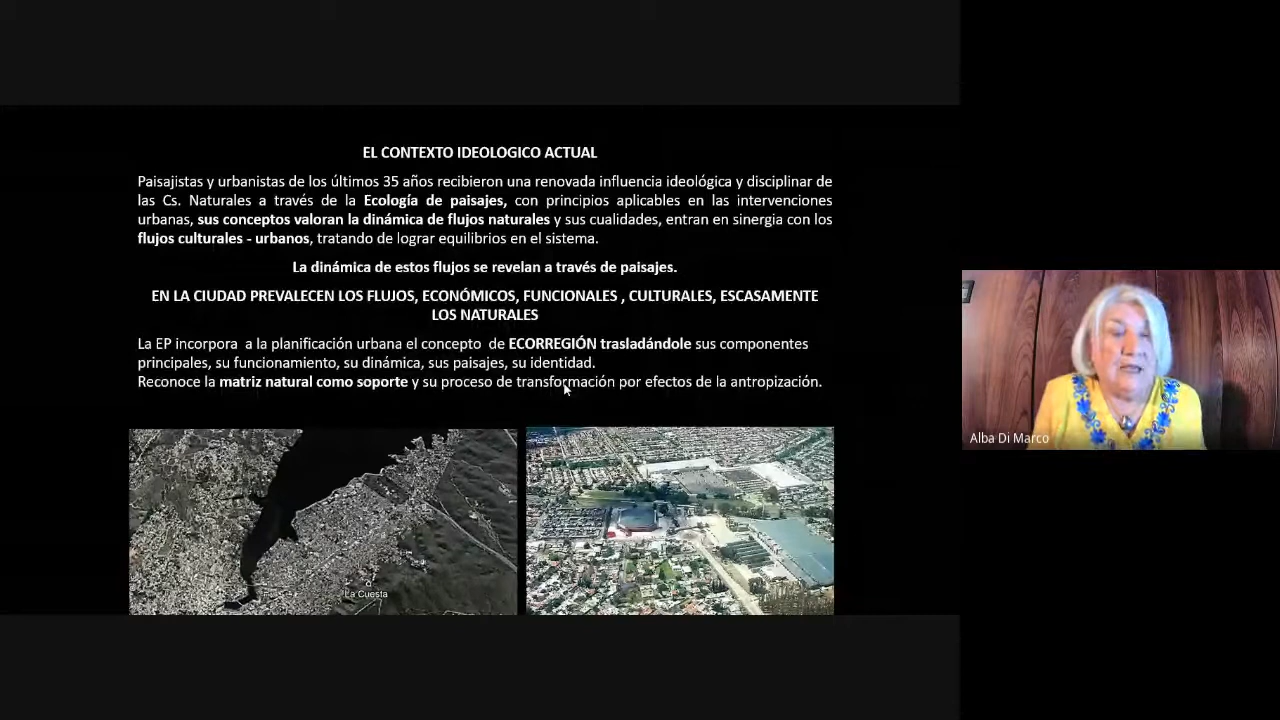 EL CONTEXTO IDEOLOGICO ACTUAL
Paisajistas y urbanistas de los últimos 35 años recibieron una renovada influencia ideológica y disciplinar de
las Cs. Naturales a través de la Ecología de paisajes, con principios aplicables en las intervenciones
urbanas, sus conceptos valoran la dinámica de flujos naturales y sus cualidades, entran en sinergia con los
flujos culturales - urbanos, tratando de lograr equilibrios en el sistema.
La dinámica de estos flujos se revelan a través de paisajes.
EN LA CIUDAD PREVALECEN LOS FLUJOS, ECONÓMICOS, FUNCIONALES , CULTURALES, ESCASAMENTE
LOS NATURALES
La EP incorpora a la planificación urbana el concepto de ECORREGIÓN trasladándole sus componentes
principales, su funcionamiento, su dinámica, sus paisajes, su identidad.
Reconoce la matriz natural como soporte y su proceso de transformación por efectos de la antropización.
La Cuesta
Alba Di Marco